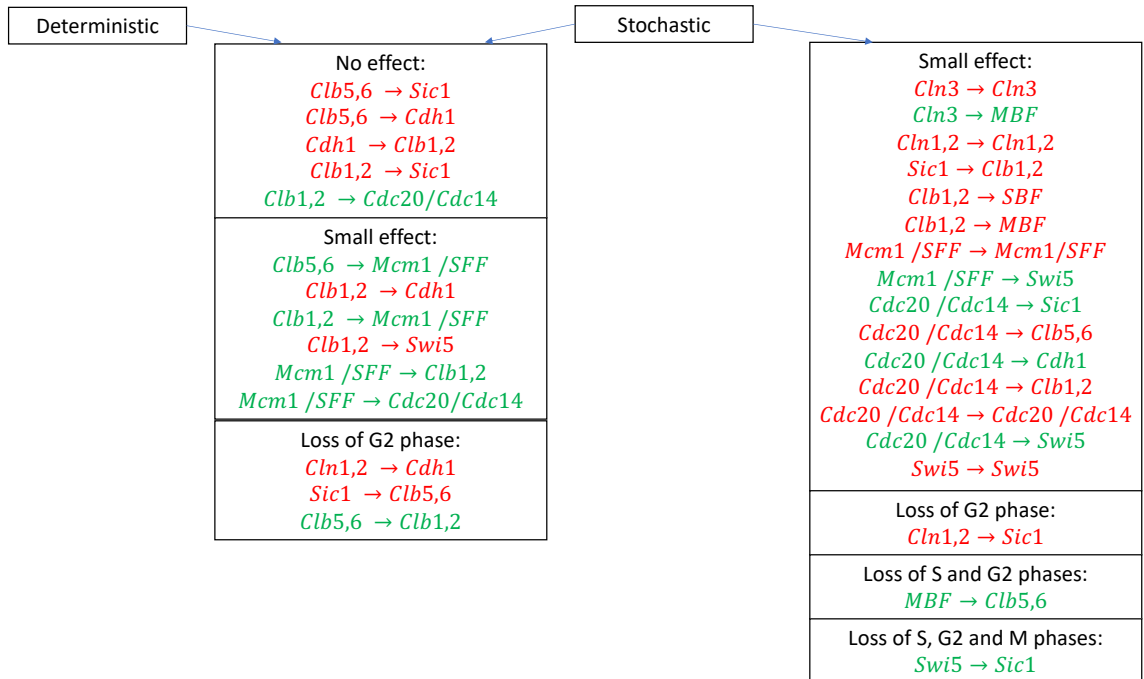 Deterministic
Stochastic
No effect:
Clb5,6 → Sic1
Clb5,6 → Cdh1
Cdh1 → Clb1,2
Clb1,2 → Sic1
Clb1,2 → Cdc20/Cdc14
Small effect:
Clb5,6 → Mcm1 /SFF
Clb1,2 → Cdh1
Clb1,2 → Mcm1 /SFF
Clb1,2 → Swi5
Mcm1 /SFF → Clb1,2
Mcm1 /SFF → Cdc20/Cdc14
Loss of G2 phase:
Cln1,2 → Cdh1
Sic1 → Clb5,6
Clb5,6 → Clb1,2
Small effect:
Cln3 → Cln3
Cln3 → MBF
Cln1,2 → Cln1,2
Sic1 → Clb1,2
Clb1,2 → SBF
Clb1,2 → MBF
Mcm1 /SFF → Mcm1/SFF
Mcm1 /SFF → Swi5
Cdc20 /Cdc14 → Sic1
Cdc20 /Cdc14 → Clb5,6
Cdc20 /Cdc14 → Cdh1
Cdc20 /Cdc14 → Clb1,2
Cdc20 /Cdc14 → Cdc20 /Cdc14
Cdc20 /Cdc14 → Swi5
Swi5 → Swi5
Loss of G2 phase:
Cln1,2 → Sic1
Loss of S and G2 phases:
MBF → Clb5,6
Loss of S, G2 and M phases:
Swi5 → Sic1